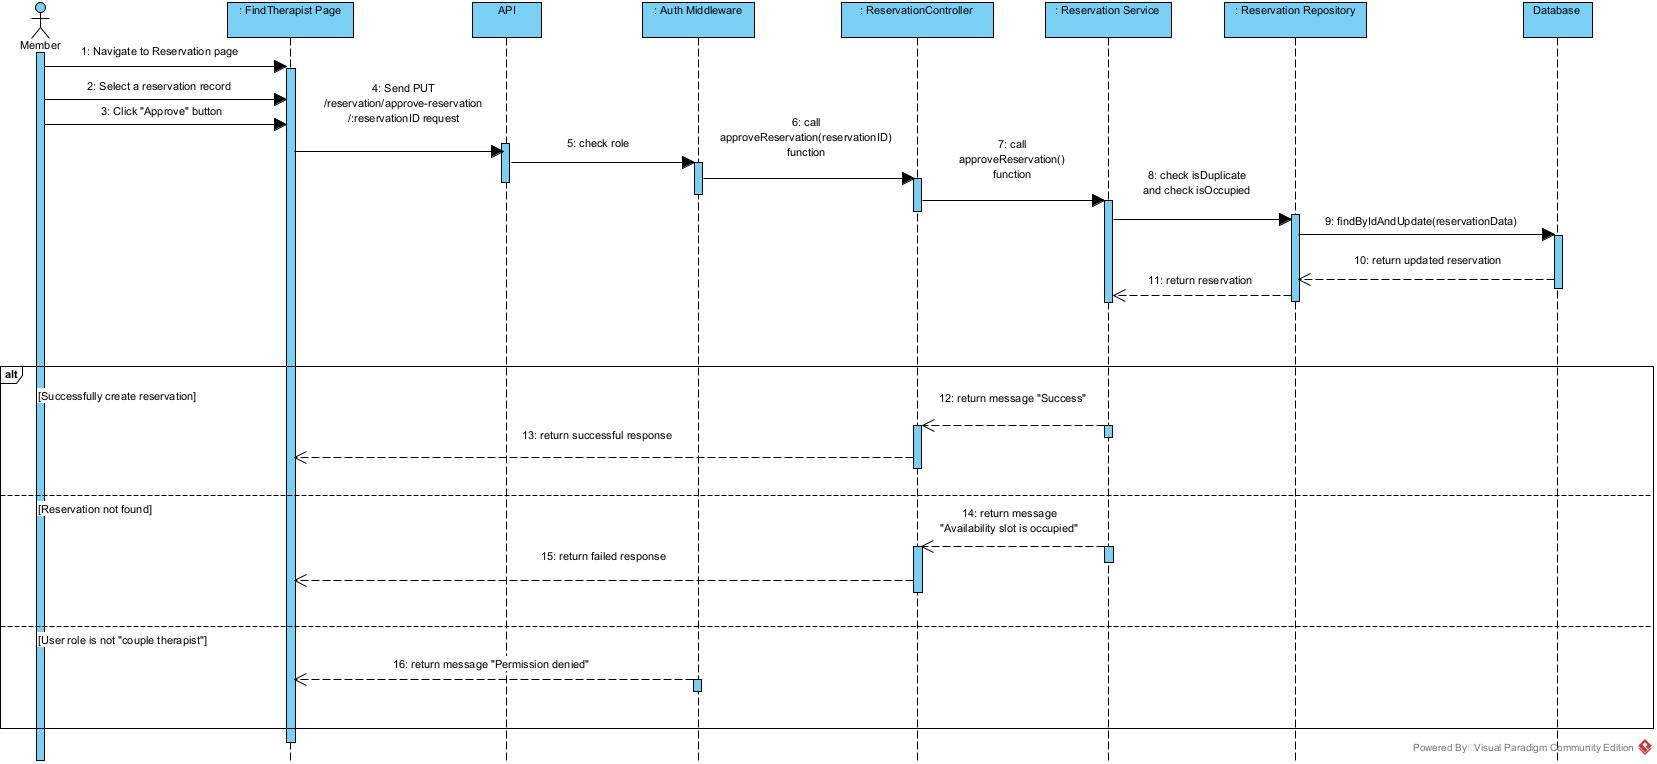 : FindTherapist Page
API
: Auth Middleware
: ReservationController
: Reservation Service
: Reservation Repository
Database
Member
1: Navigate to Reservation page
2: Select a reservation record
3: Click "Approve" button
4: Send PUT
/reservation/approve-reservation
/:reservationID request
5: check role
6: call
approveReservation(reservationID)
function
7: call
approveReservation()
function
8: check isDuplicate
and check isOccupied
9: findByIdAndUpdate(reservationData)
10: return updated reservation
11: return reservation
alt
[Successfully create reservation]
12: return message "Success"
13: return successful response
[Reservation not found]
14: return message
"Availability slot is occupied"
15: return failed response
[User role is not "couple therapist"]
16: return message "Permission denied"
Powered By Visual Paradigm Community Edition